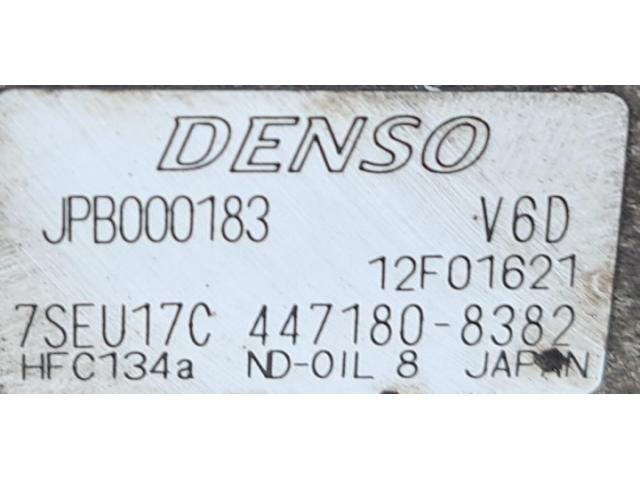 DENSO
JPB000183 V6D
12F01621
7SEU17C 447180-8382
HFC134a ND-OIL 8 JAPAN